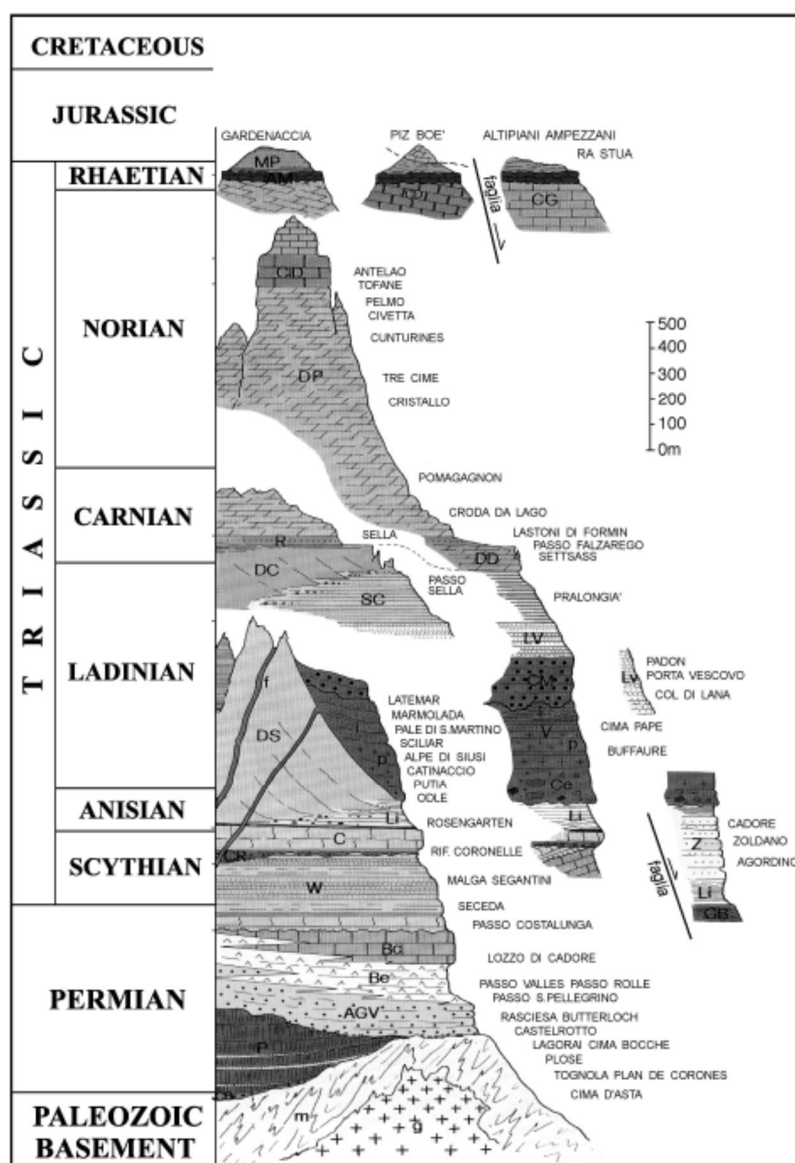 CRETACEOUS
JURASSIC
GARDENACCIA
PIZ BOE'
ALTIPIANI AMPEZZANI
RA STUA
MP
AM
RHAETIAN
faglia
CG
TRIASSIC
CD
ANTELAO
TOFANE
PELMO
CIVETTA
CUNTURINES
NORIAN
DP
TRE CIME
CRISTALLO
500
400
300
200
100
0m
POMAGAGNON
CARNIAN
CRODA DA LAGO
LASTONI DI FORMIN
PASSO FALZAREGO
SETTSASS
R
SELLA
DD
DC
PASSO
SELLA
SC
PRALONGIA'
LV
LADINIAN
f
CM
Lv
PADON
PORTA VESCOVO
COL DI LANA
LATEMAR
MARMOLADA
PALE DI S.MARTINO
SCILIAR
ALPE DI SIUSI
CATINACCIO
PUTIA
ODLE
DS
i
p
V
p
Ce
CIMA PAPE
BUFFAURE
ANISIAN
Li
ROSENGARTEN
Li
C
CR
RIF. CORONELLE
faglia
Z
CADORE
ZOLDANO
AGORDINO
SCYTHIAN
W
MALGA SEGANTINI
Li
SECEDA
CB
PASSO COSTALUNGA
Bc
LOZZO DI CADORE
PERMIAN
Be
PASSO VALLES PASSO ROLLE
PASSO S.PELLEGRINO
AGV
RASCIESA BUTTERLOCH
CASTELROTTO
P
LAGORAI CIMA BOCCHE
PLOSE
TOGNOLA PLAN DE CORONES
CIMA D'ASTA
PALEOZOIC
BASEMENT
m
g